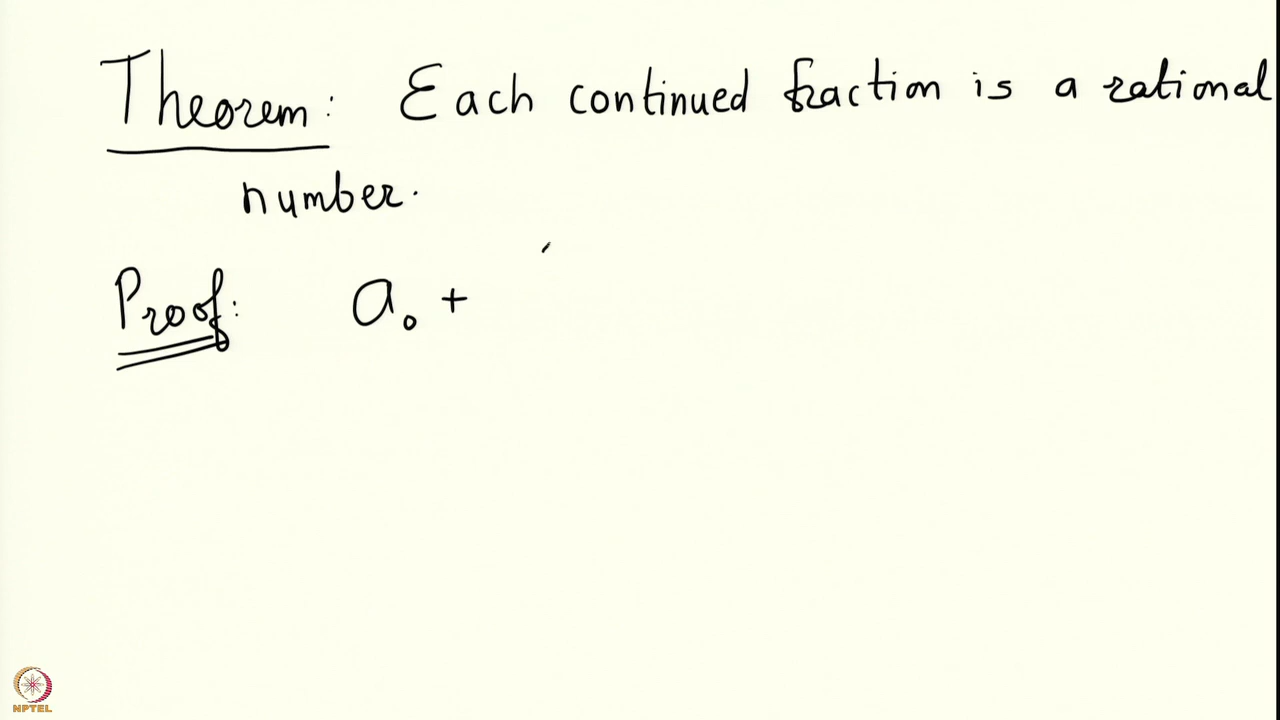 Theorem: Each continued fraction is a rational
number.
Proof: a₀ +
NPTEL